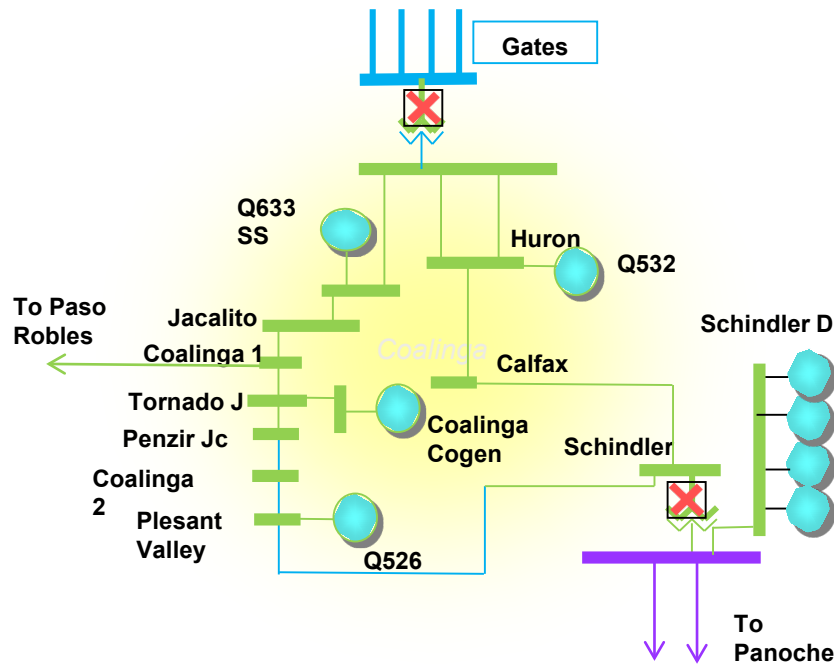 Gates
Q633
SS
Huron
Q532
To Paso
Robles
Jacalito
Schindler D
Coalinga 1
Coalinga
Calfax
Tornado J
Coalinga
Cogen
Penzir Jc
Schindler
Coalinga
2
Plesant
Valley
Q526
To
Panoche